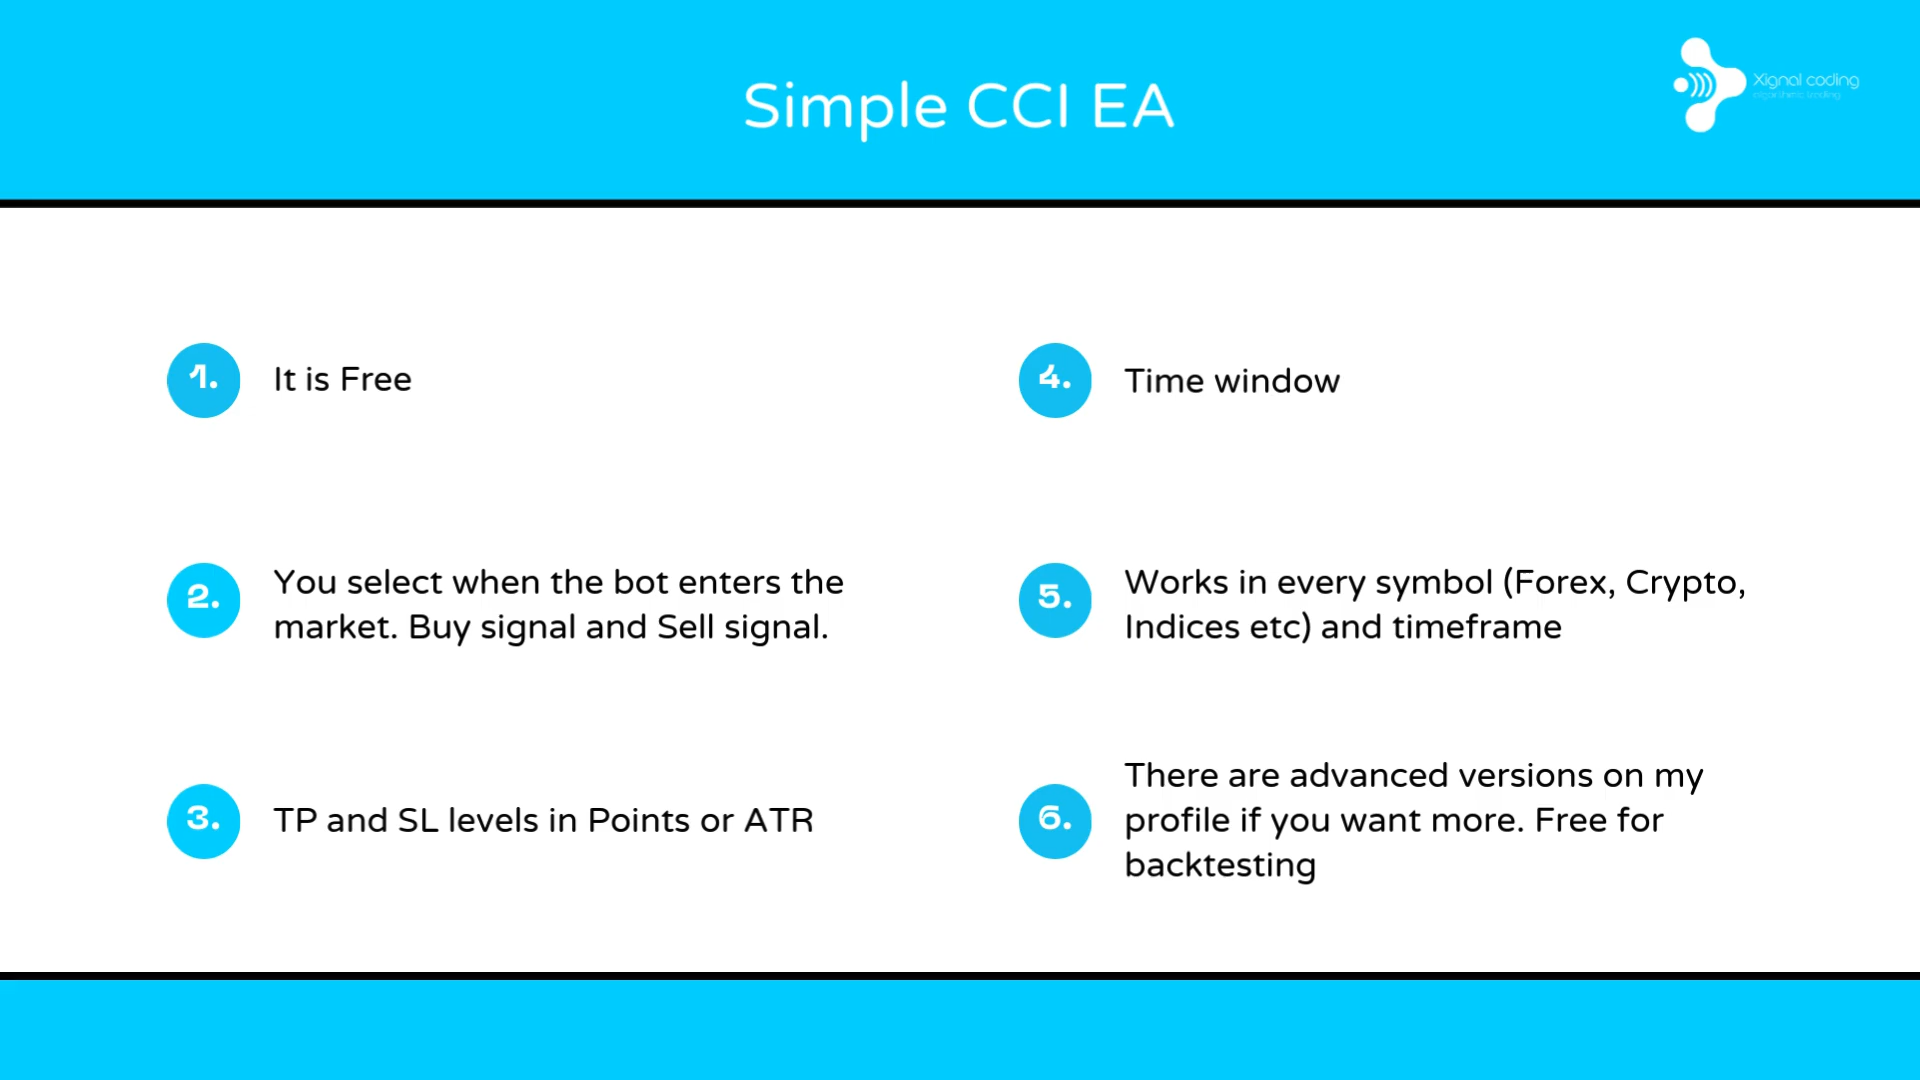 Simple CCI EA
Xignal coding
algorithmic trading
1.
It is Free
2.
You select when the bot enters the
market. Buy signal and Sell signal.
3.
TP and SL levels in Points or ATR
4.
Time window
5.
Works in every symbol (Forex, Crypto,
Indices etc) and timeframe
6.
There are advanced versions on my
profile if you want more. Free for
backtesting